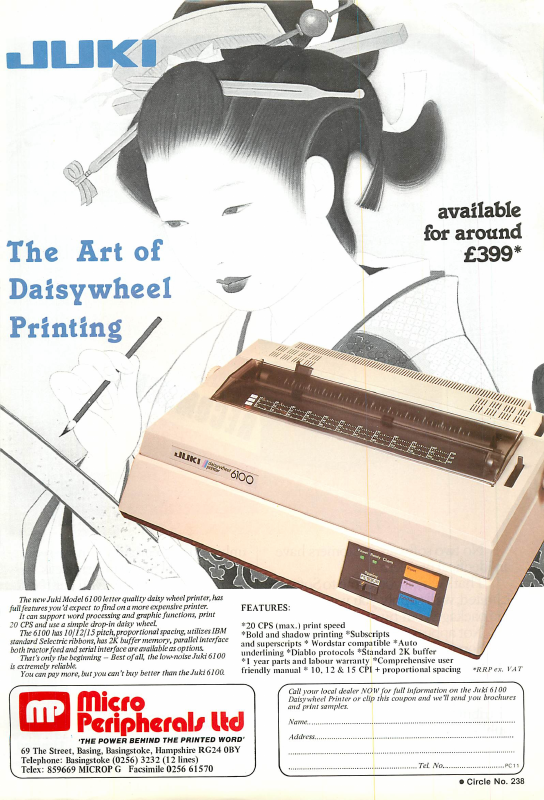 JUKI
available
for around
£399*
The Art of
Daisywheel
Printing
JUKI daisywheel printer 6100
Power Ready Check
The new Juki Model 6100 letter quality daisy wheel printer, has
full features you'd expect to find on a more expensive printer.
It can support word processing and graphic functions, print
20 CPS and use a simple drop-in daisy wheel.
The 6100 has 10/12/15 pitch, proportional spacing, utilizes IBM
standard Selectric ribbons, has 2K buffer memory, parallel interface
both tractor feed and serial interface are available as options.
That's only the beginning — Best of all, the low-noise Juki 6100
is extremely reliable.
You can pay more, but you can't buy better than the Juki 6100.
FEATURES:
*20 CPS (max.) print speed
*Bold and shadow printing *Subscripts
and superscripts * Wordstar compatible *Auto
underlining *Diablo protocols *Standard 2K buffer
*1 year parts and labour warranty *Comprehensive user
friendly manual * 10, 12 & 15 CPI + proportional spacing
*RRP ex. VAT
MP Micro
Peripherals Ltd
'THE POWER BEHIND THE PRINTED WORD'
69 The Street, Basing, Basingstoke, Hampshire RG24 0BY
Telephone: Basingstoke (0256) 3232 (12 lines)
Telex: 859669 MICROP G Facsimile 0256 61570
Call your local dealer NOW for full information on the Juki 6100
Daisywheel Printer or clip this coupon and we'll send you brochures
and print samples.
Name
Address
Tel. No. PC11
● Circle No. 238